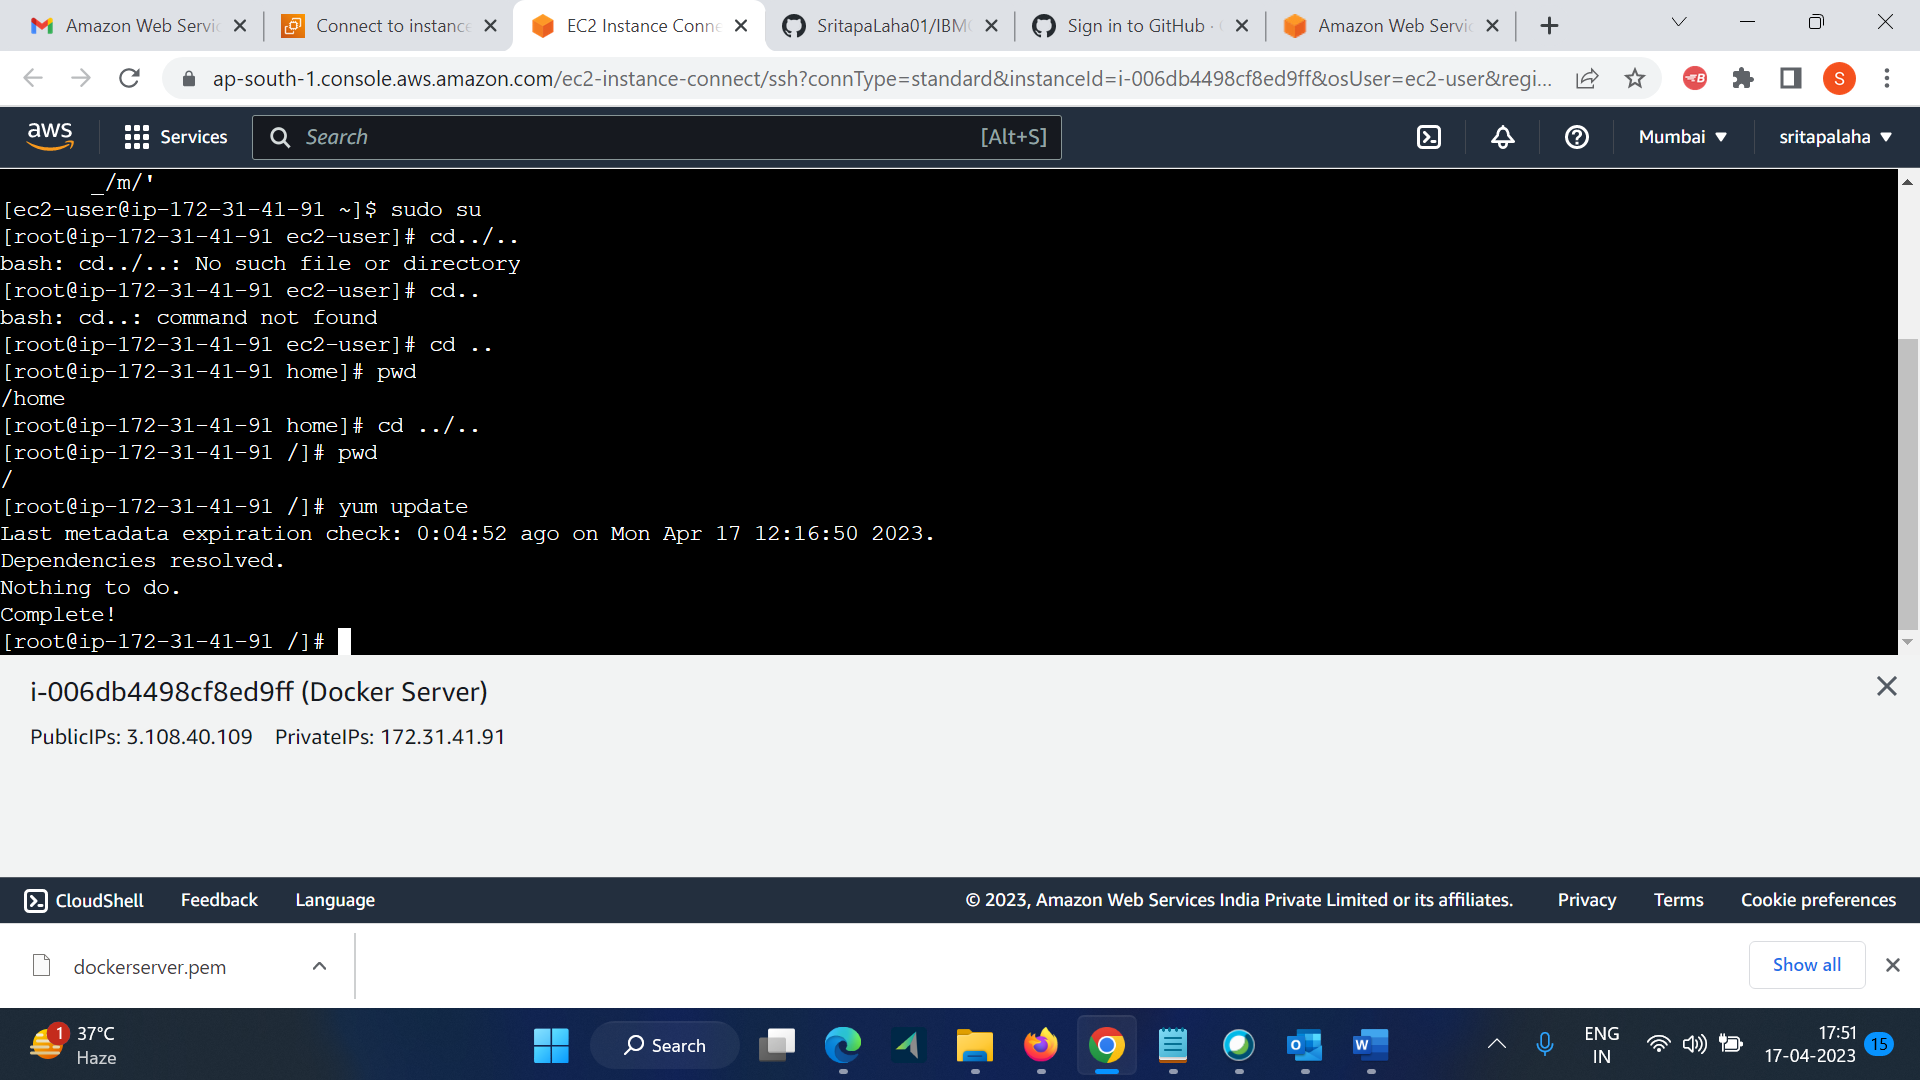 Amazon Web Servic
Connect to instance
EC2 Instance Conne
SritapaLaha01/IBM
Sign in to GitHub ·
Amazon Web Servic
ap-south-1.console.aws.amazon.com/ec2-instance-connect/ssh?connType=standard&instanceId=i-006db4498cf8ed9ff&osUser=ec2-user&regi...
B
S
aws
Services
Search
[Alt+S]
Mumbai
sritapalaha
_/m/'
[ec2-user@ip-172-31-41-91 ~]$ sudo su
[root@ip-172-31-41-91 ec2-user]# cd../..
bash: cd../..: No such file or directory
[root@ip-172-31-41-91 ec2-user]# cd..
bash: cd..: command not found
[root@ip-172-31-41-91 ec2-user]# cd ..
[root@ip-172-31-41-91 home]# pwd
/home
[root@ip-172-31-41-91 home]# cd ../..
[root@ip-172-31-41-91 /]# pwd
/
[root@ip-172-31-41-91 /]# yum update
Last metadata expiration check: 0:04:52 ago on Mon Apr 17 12:16:50 2023.
Dependencies resolved.
Nothing to do.
Complete!
[root@ip-172-31-41-91 /]#
i-006db4498cf8ed9ff (Docker Server)
PublicIPs: 3.108.40.109 PrivateIPs: 172.31.41.91
CloudShell
Feedback
Language
© 2023, Amazon Web Services India Private Limited or its affiliates.
Privacy
Terms
Cookie preferences
dockerserver.pem
Show all
1
37°C
Haze
Search
ENG
IN
17:51
17-04-2023
15